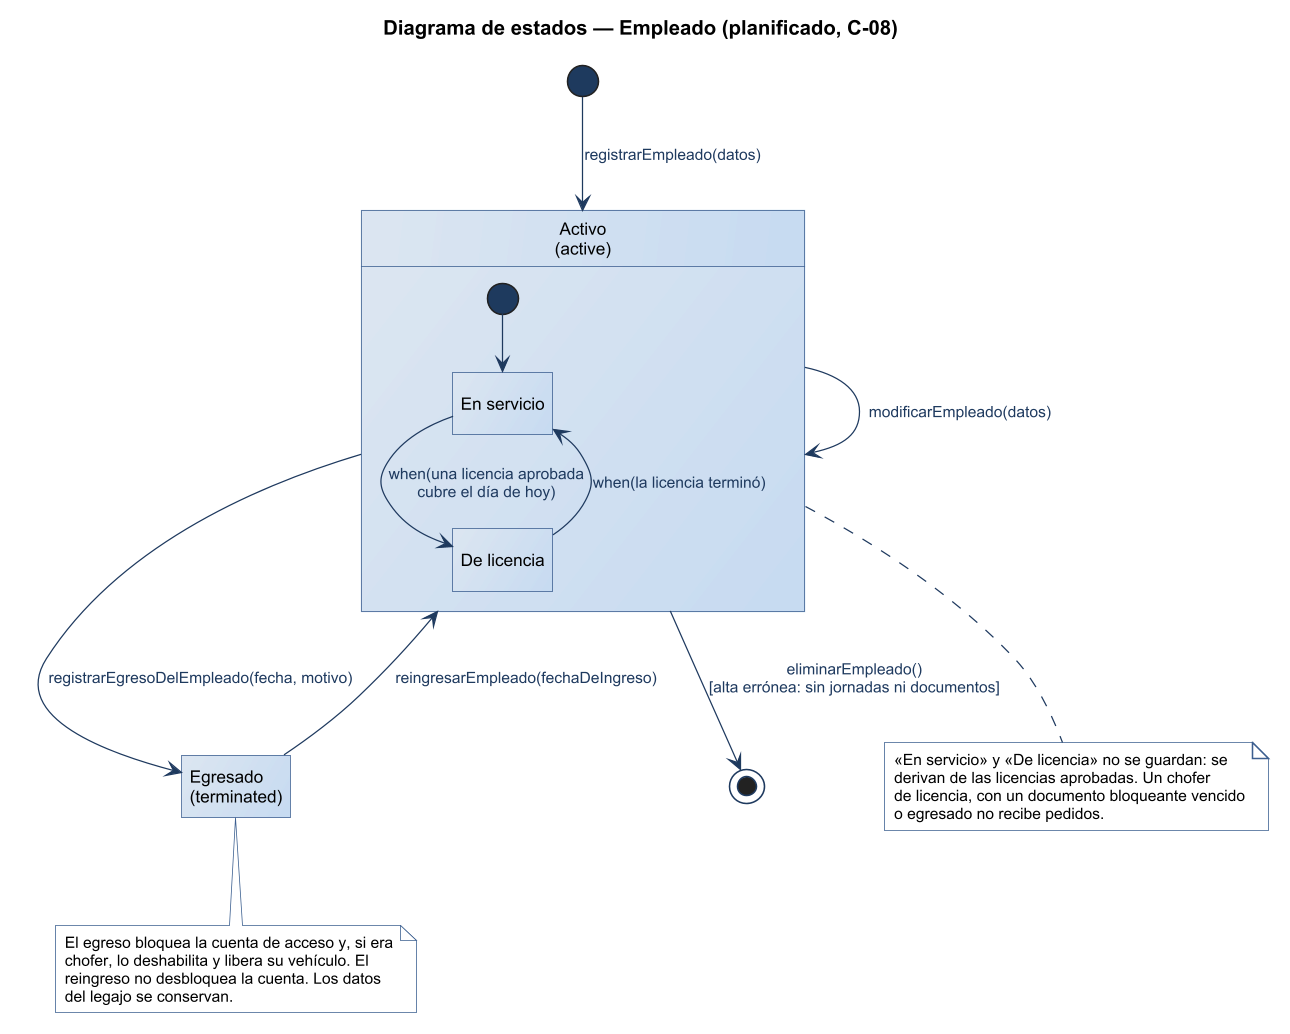 Diagrama de estados — Empleado (planificado, C-08)
registrarEmpleado(datos)
Activo
(active)
En servicio
modificarEmpleado(datos)
when(una licencia aprobada
cubre el día de hoy)
when(la licencia terminó)
De licencia
registrarEgresoDelEmpleado(fecha, motivo)
reingresarEmpleado(fechaDeIngreso)
eliminarEmpleado()
[alta errónea: sin jornadas ni documentos]
Egresado
(terminated)
«En servicio» y «De licencia» no se guardan: se
derivan de las licencias aprobadas. Un chofer
de licencia, con un documento bloqueante vencido
o egresado no recibe pedidos.
El egreso bloquea la cuenta de acceso y, si era
chofer, lo deshabilita y libera su vehículo. El
reingreso no desbloquea la cuenta. Los datos
del legajo se conservan.